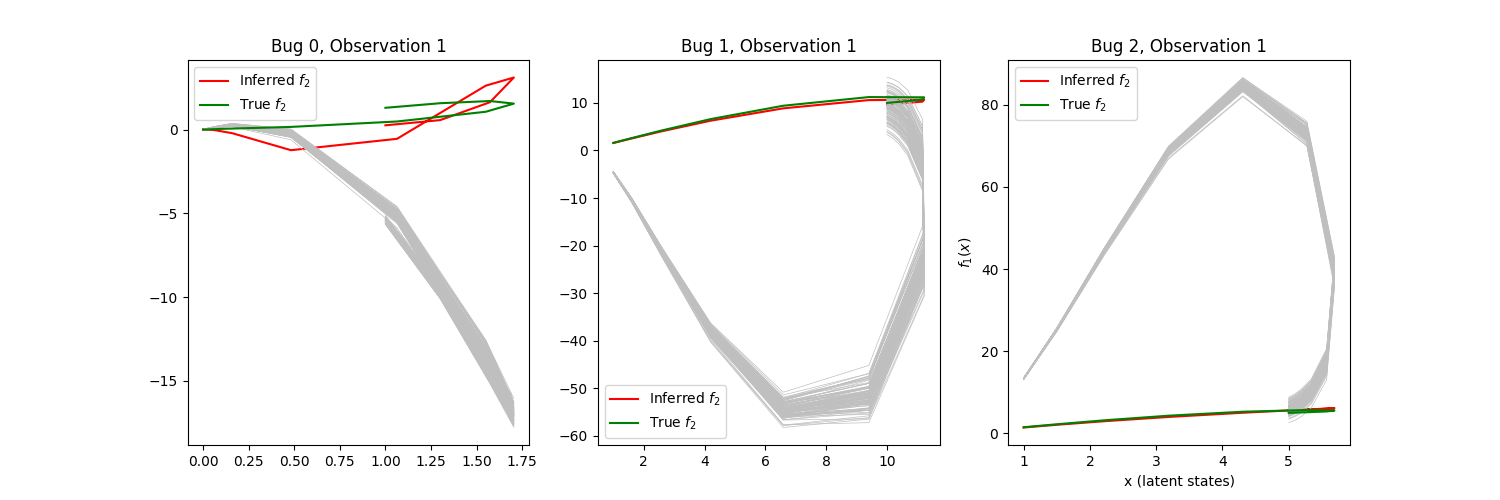 Bug 0, Observation 1
Inferred f₂
True f₂
0
−5
−10
−15
0.00 0.25 0.50 0.75 1.00 1.25 1.50 1.75
Bug 1, Observation 1
10
0
−10
−20
−30
−40
−50
−60
Inferred f₂
True f₂
2 4 6 8 10
Bug 2, Observation 1
Inferred f₂
True f₂
f₁(x)
80
60
40
20
0
1 2 3 4 5
x (latent states)